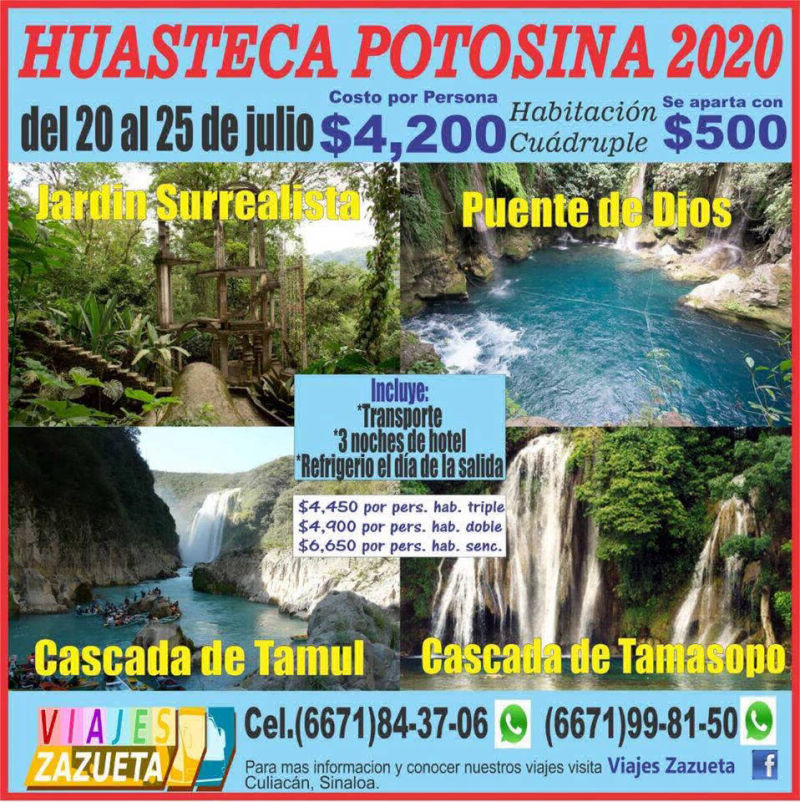 HUASTECA POTOSINA 2020
del 20 al 25 de julio
Costo por Persona
$4,200
Habitación
Cuádruple
Se aparta con
$500
Jardin Surrealista
Puente de Dios
Incluye:
*Transporte
*3 noches de hotel
*Refrigerio el día de la salida
$4,450 por pers. hab. triple
$4,900 por pers. hab. doble
$6,650 por pers. hab. senc.
Cascada de Tamul
Cascada de Tamasopo
VIAJES
ZAZUETA
Cel.(6671)84-37-06 (6671)99-81-50
Para mas informacion y conocer nuestros viajes visita Viajes Zazueta f
Culiacán, Sinaloa.